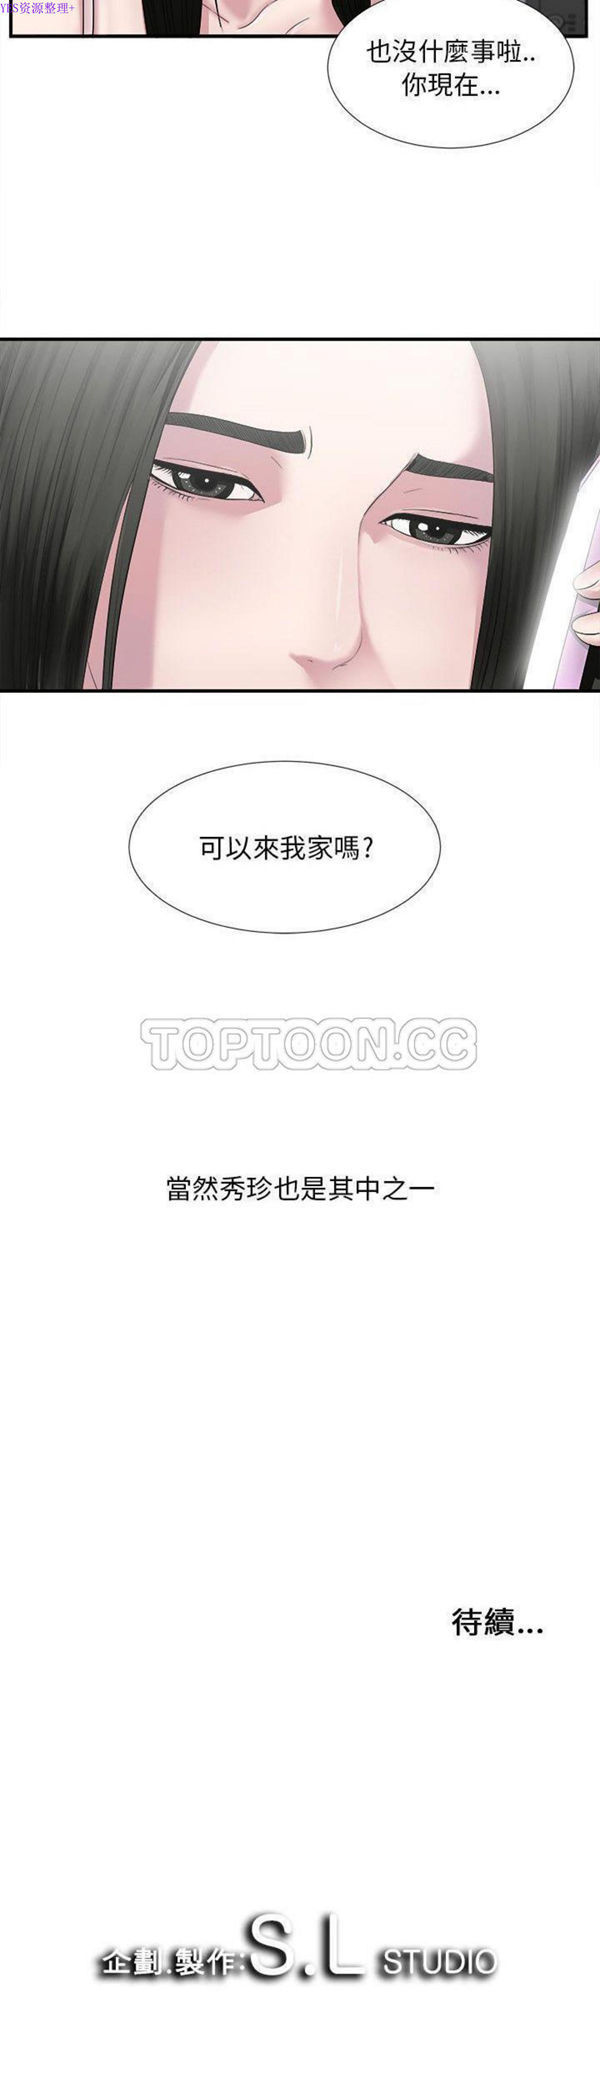 YES资源整理+
也沒什麼事啦..
你現在...
可以來我家嗎?
TOPTOON.CC
當然秀珍也是其中之一
待續...
企劃.製作: S.L STUDIO